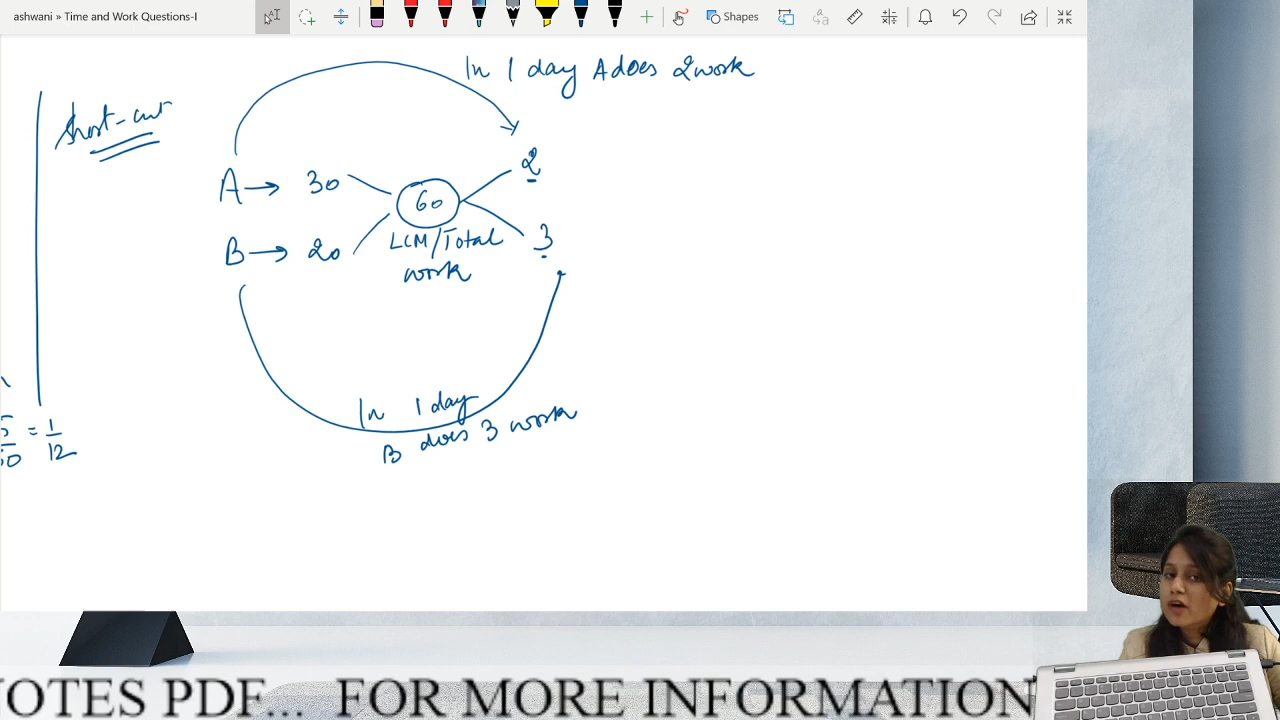 ashwani » Time and Work Questions-I
Shapes
In 1 day A does 2 work
short-cut
A → 30
60
2
B → 20
LCM/Total
work
3
In 1 day
B does 3 work
= 1
12
OTES PDF... FOR MORE INFORMATION